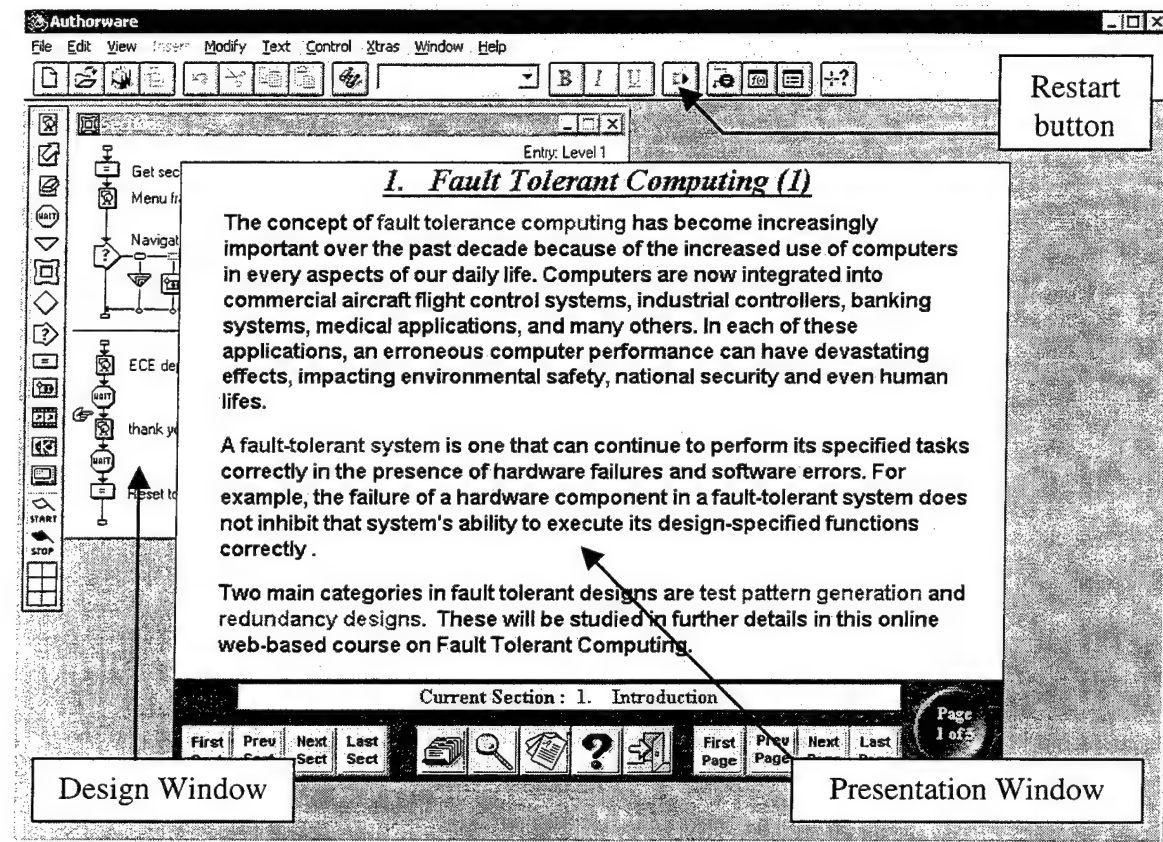 Authorware
File Edit View Insert Modify Text Control Xtras Window Help
B I U
Restart
button
Entry: Level 1
Get sec
Menu fra
Navigat
ECE dep
WAIT
thank yo
WAIT
Reset to
WAIT
START
STOP
1. Fault Tolerant Computing (1)
The concept of fault tolerance computing has become increasingly
important over the past decade because of the increased use of computers
in every aspects of our daily life. Computers are now integrated into
commercial aircraft flight control systems, industrial controllers, banking
systems, medical applications, and many others. In each of these
applications, an erroneous computer performance can have devastating
effects, impacting environmental safety, national security and even human
lifes.
A fault-tolerant system is one that can continue to perform its specified tasks
correctly in the presence of hardware failures and software errors. For
example, the failure of a hardware component in a fault-tolerant system does
not inhibit that system's ability to execute its design-specified functions
correctly .
Two main categories in fault tolerant designs are test pattern generation and
redundancy designs. These will be studied in further details in this online
web-based course on Fault Tolerant Computing.
Current Section : 1. Introduction
Page
1 of 5
First Prev Next Last
Sect Sect
First Prev Next Last
Page Page
Design Window
Presentation Window